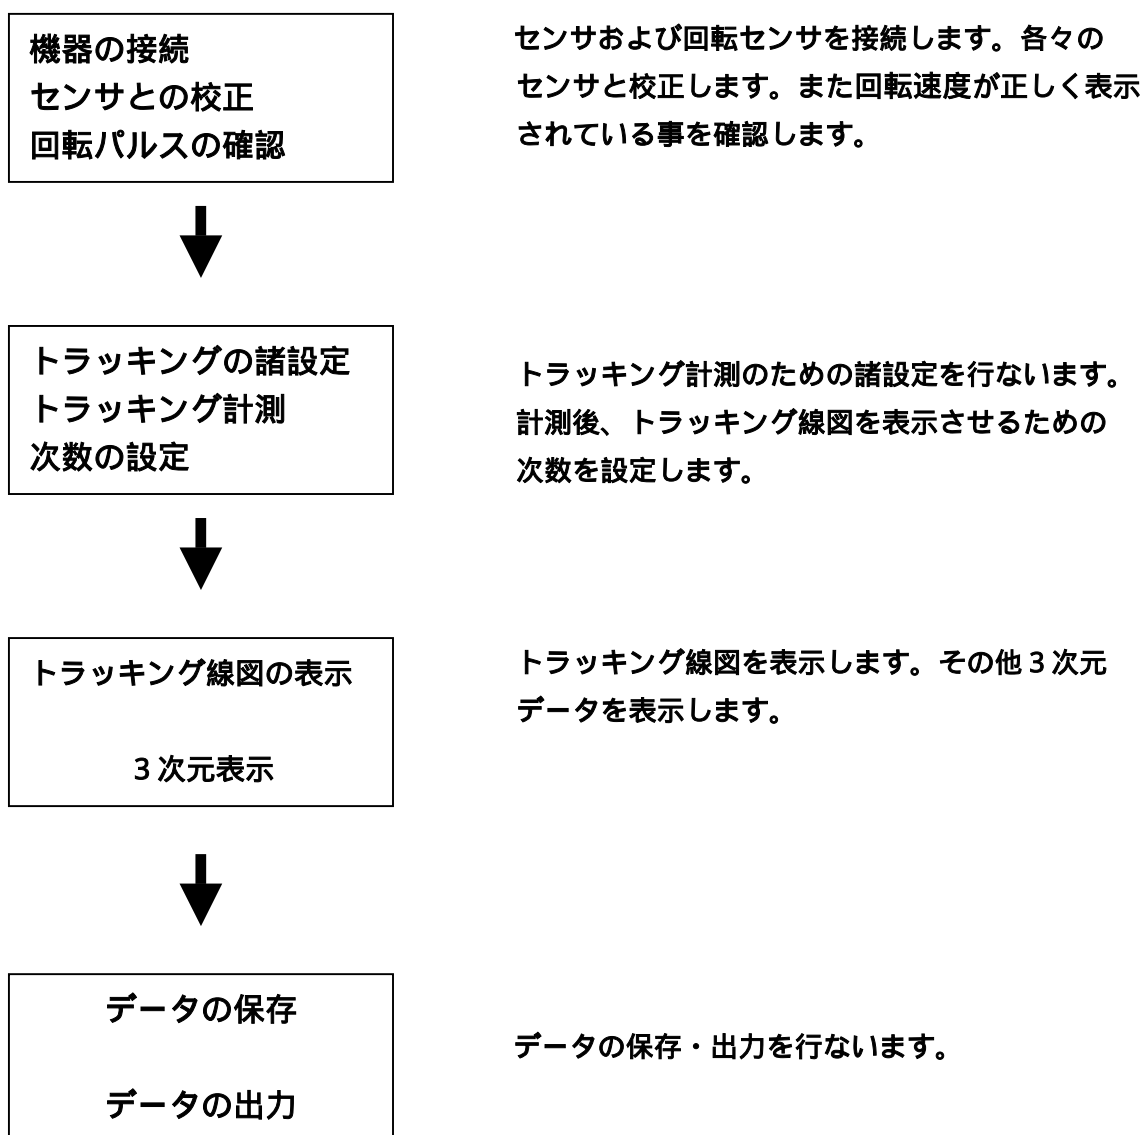 機器の接続
センサとの校正
回転パルスの確認
センサおよび回転センサを接続します。各々の
センサと校正します。また回転速度が正しく表示
されている事を確認します。
トラッキングの諸設定
トラッキング計測
次数の設定
トラッキング計測のための諸設定を行ないます。
計測後、トラッキング線図を表示させるための
次数を設定します。
トラッキング線図の表示
3次元表示
トラッキング線図を表示します。その他3次元
データを表示します。
データの保存
データの出力
データの保存・出力を行ないます。